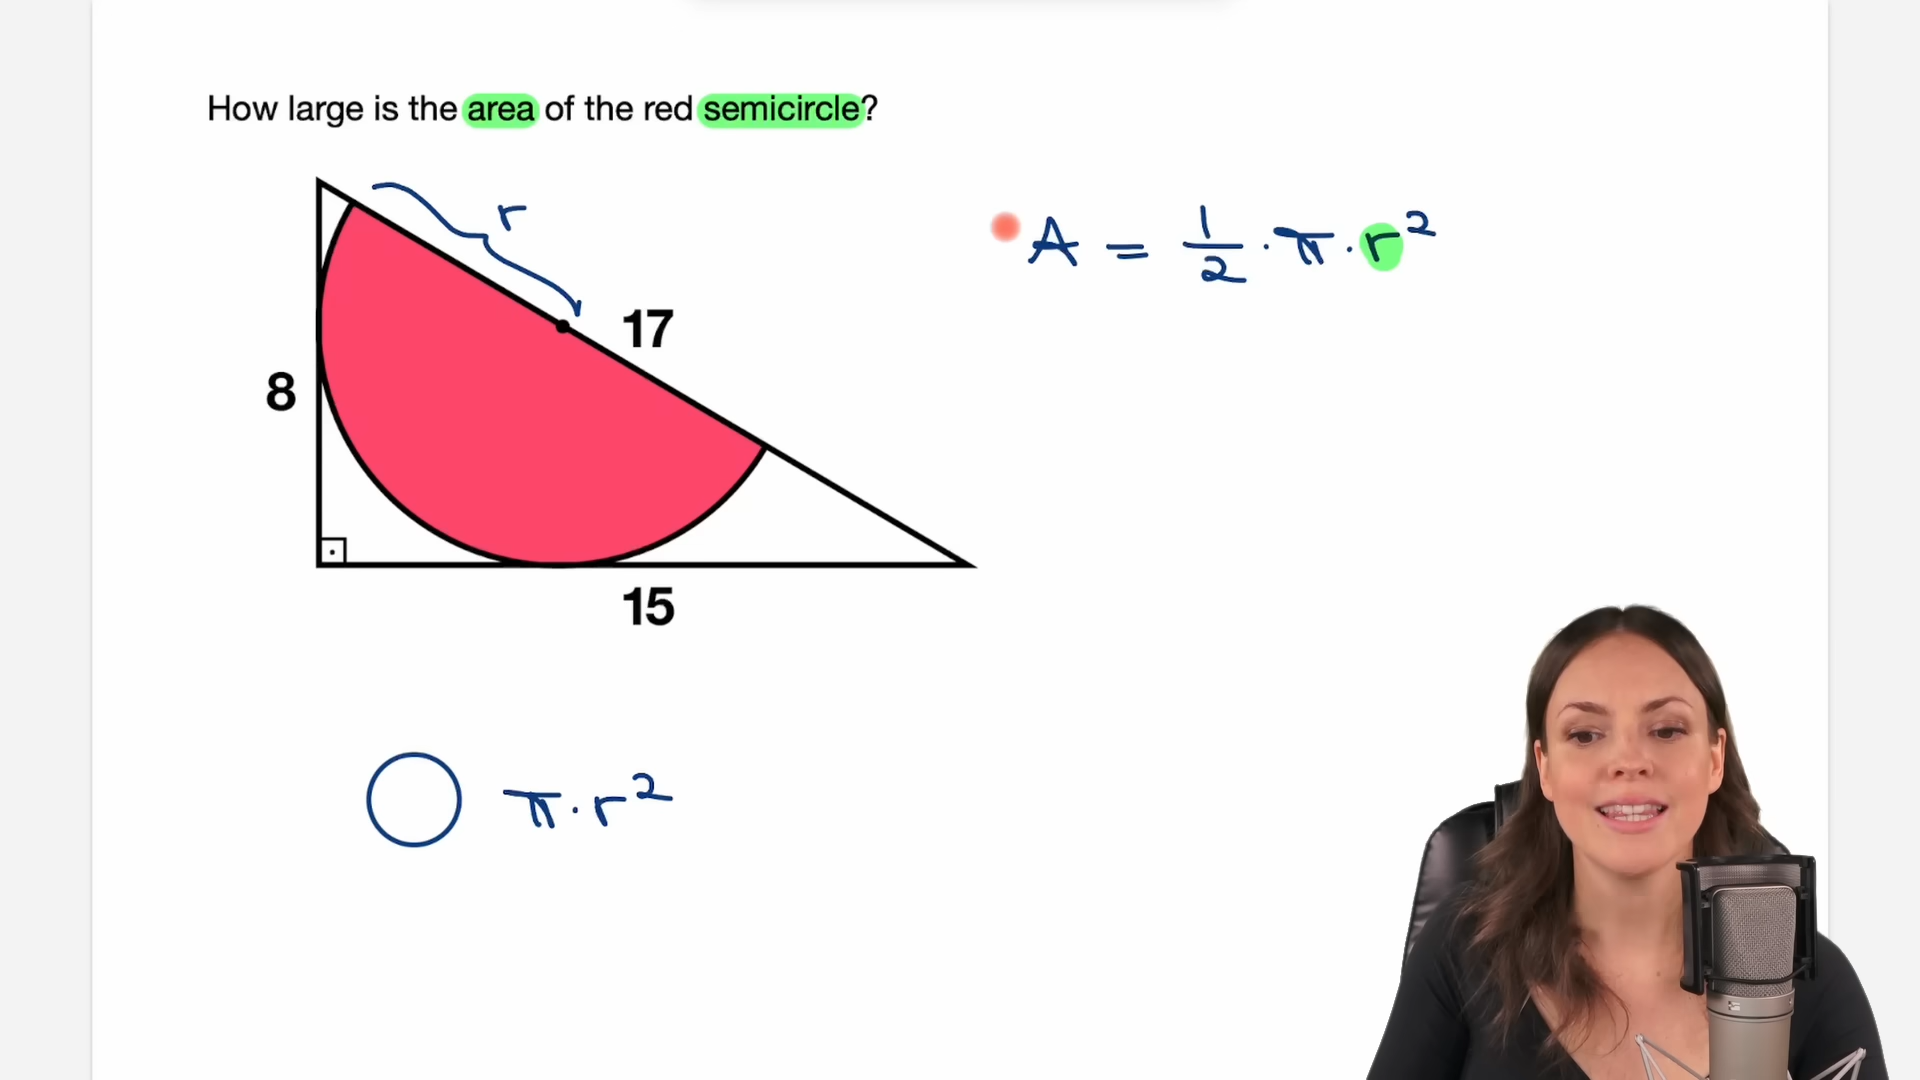 How large is the area of the red semicircle?
r
A = 1/2 · π · r²
17
8
15
π · r²